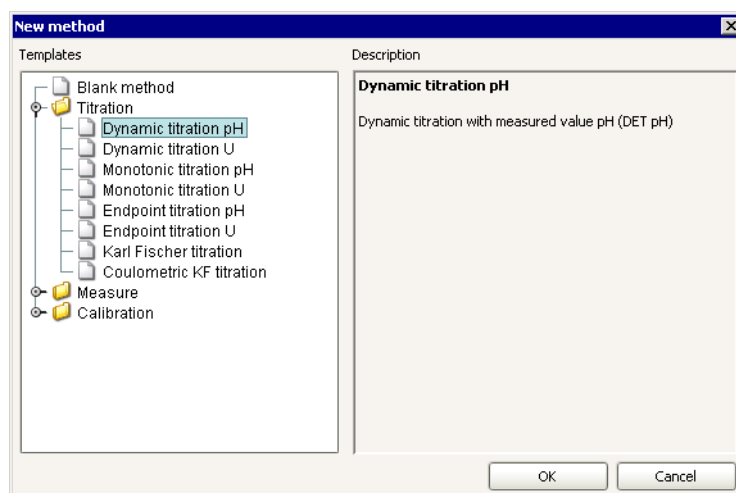 New method
Templates
Description
Blank method
Titration
Dynamic titration pH
Dynamic titration U
Monotonic titration pH
Monotonic titration U
Endpoint titration pH
Endpoint titration U
Karl Fischer titration
Coulometric KF titration
Measure
Calibration
Dynamic titration pH
Dynamic titration with measured value pH (DET pH)
OK
Cancel